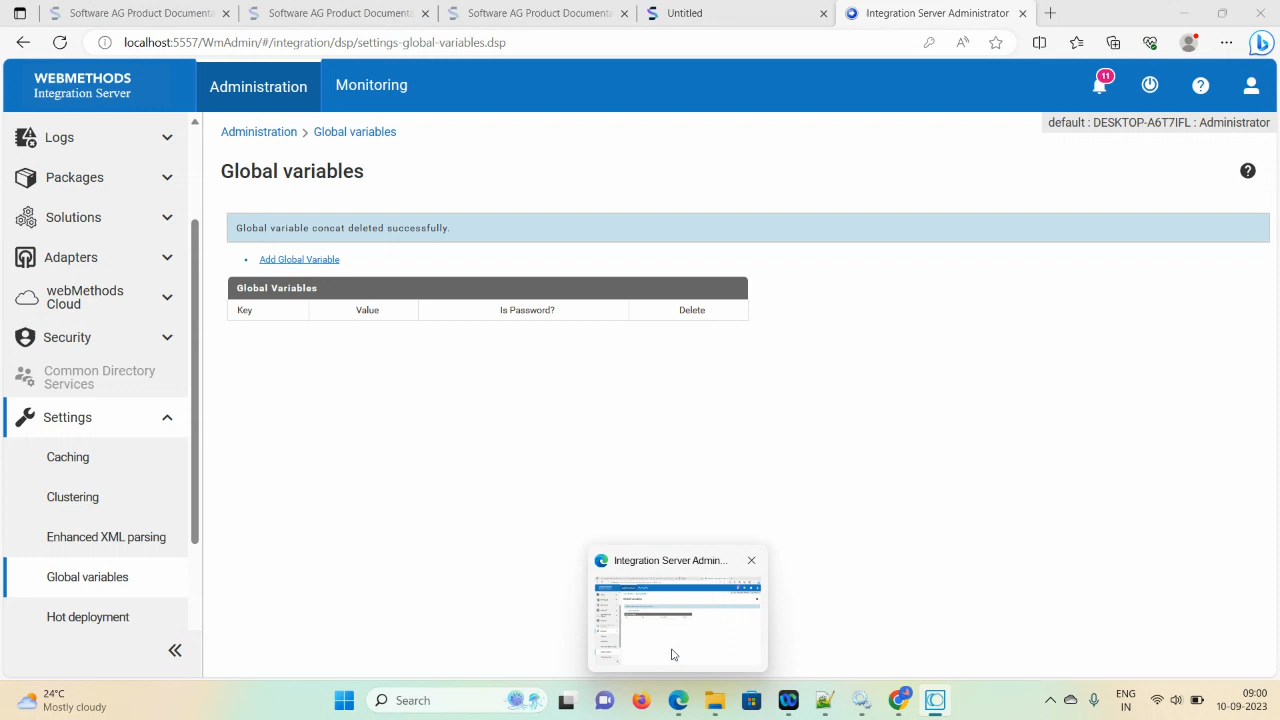 Software AG Product Documenta
Software AG Product Documenta
Software AG Product Documenta
Untitled
Integration Server Administrator
localhost:5557/WmAdmin/#/integration/dsp/settings-global-variables.dsp
WEBMETHODS
Integration Server
Administration
Monitoring
11
default : DESKTOP-A6T7IFL : Administrator
Logs
Packages
Solutions
Adapters
webMethods
Cloud
Security
Common Directory
Services
Settings
Caching
Clustering
Enhanced XML parsing
Global variables
Hot deployment
Administration > Global variables
Global variables
Global variable concat deleted successfully.
• Add Global Variable
Global Variables
Key Value Is Password? Delete
Integration Server Admin...
24°C
Mostly cloudy
Search
4
ENG
IN
09:00
10-09-2023